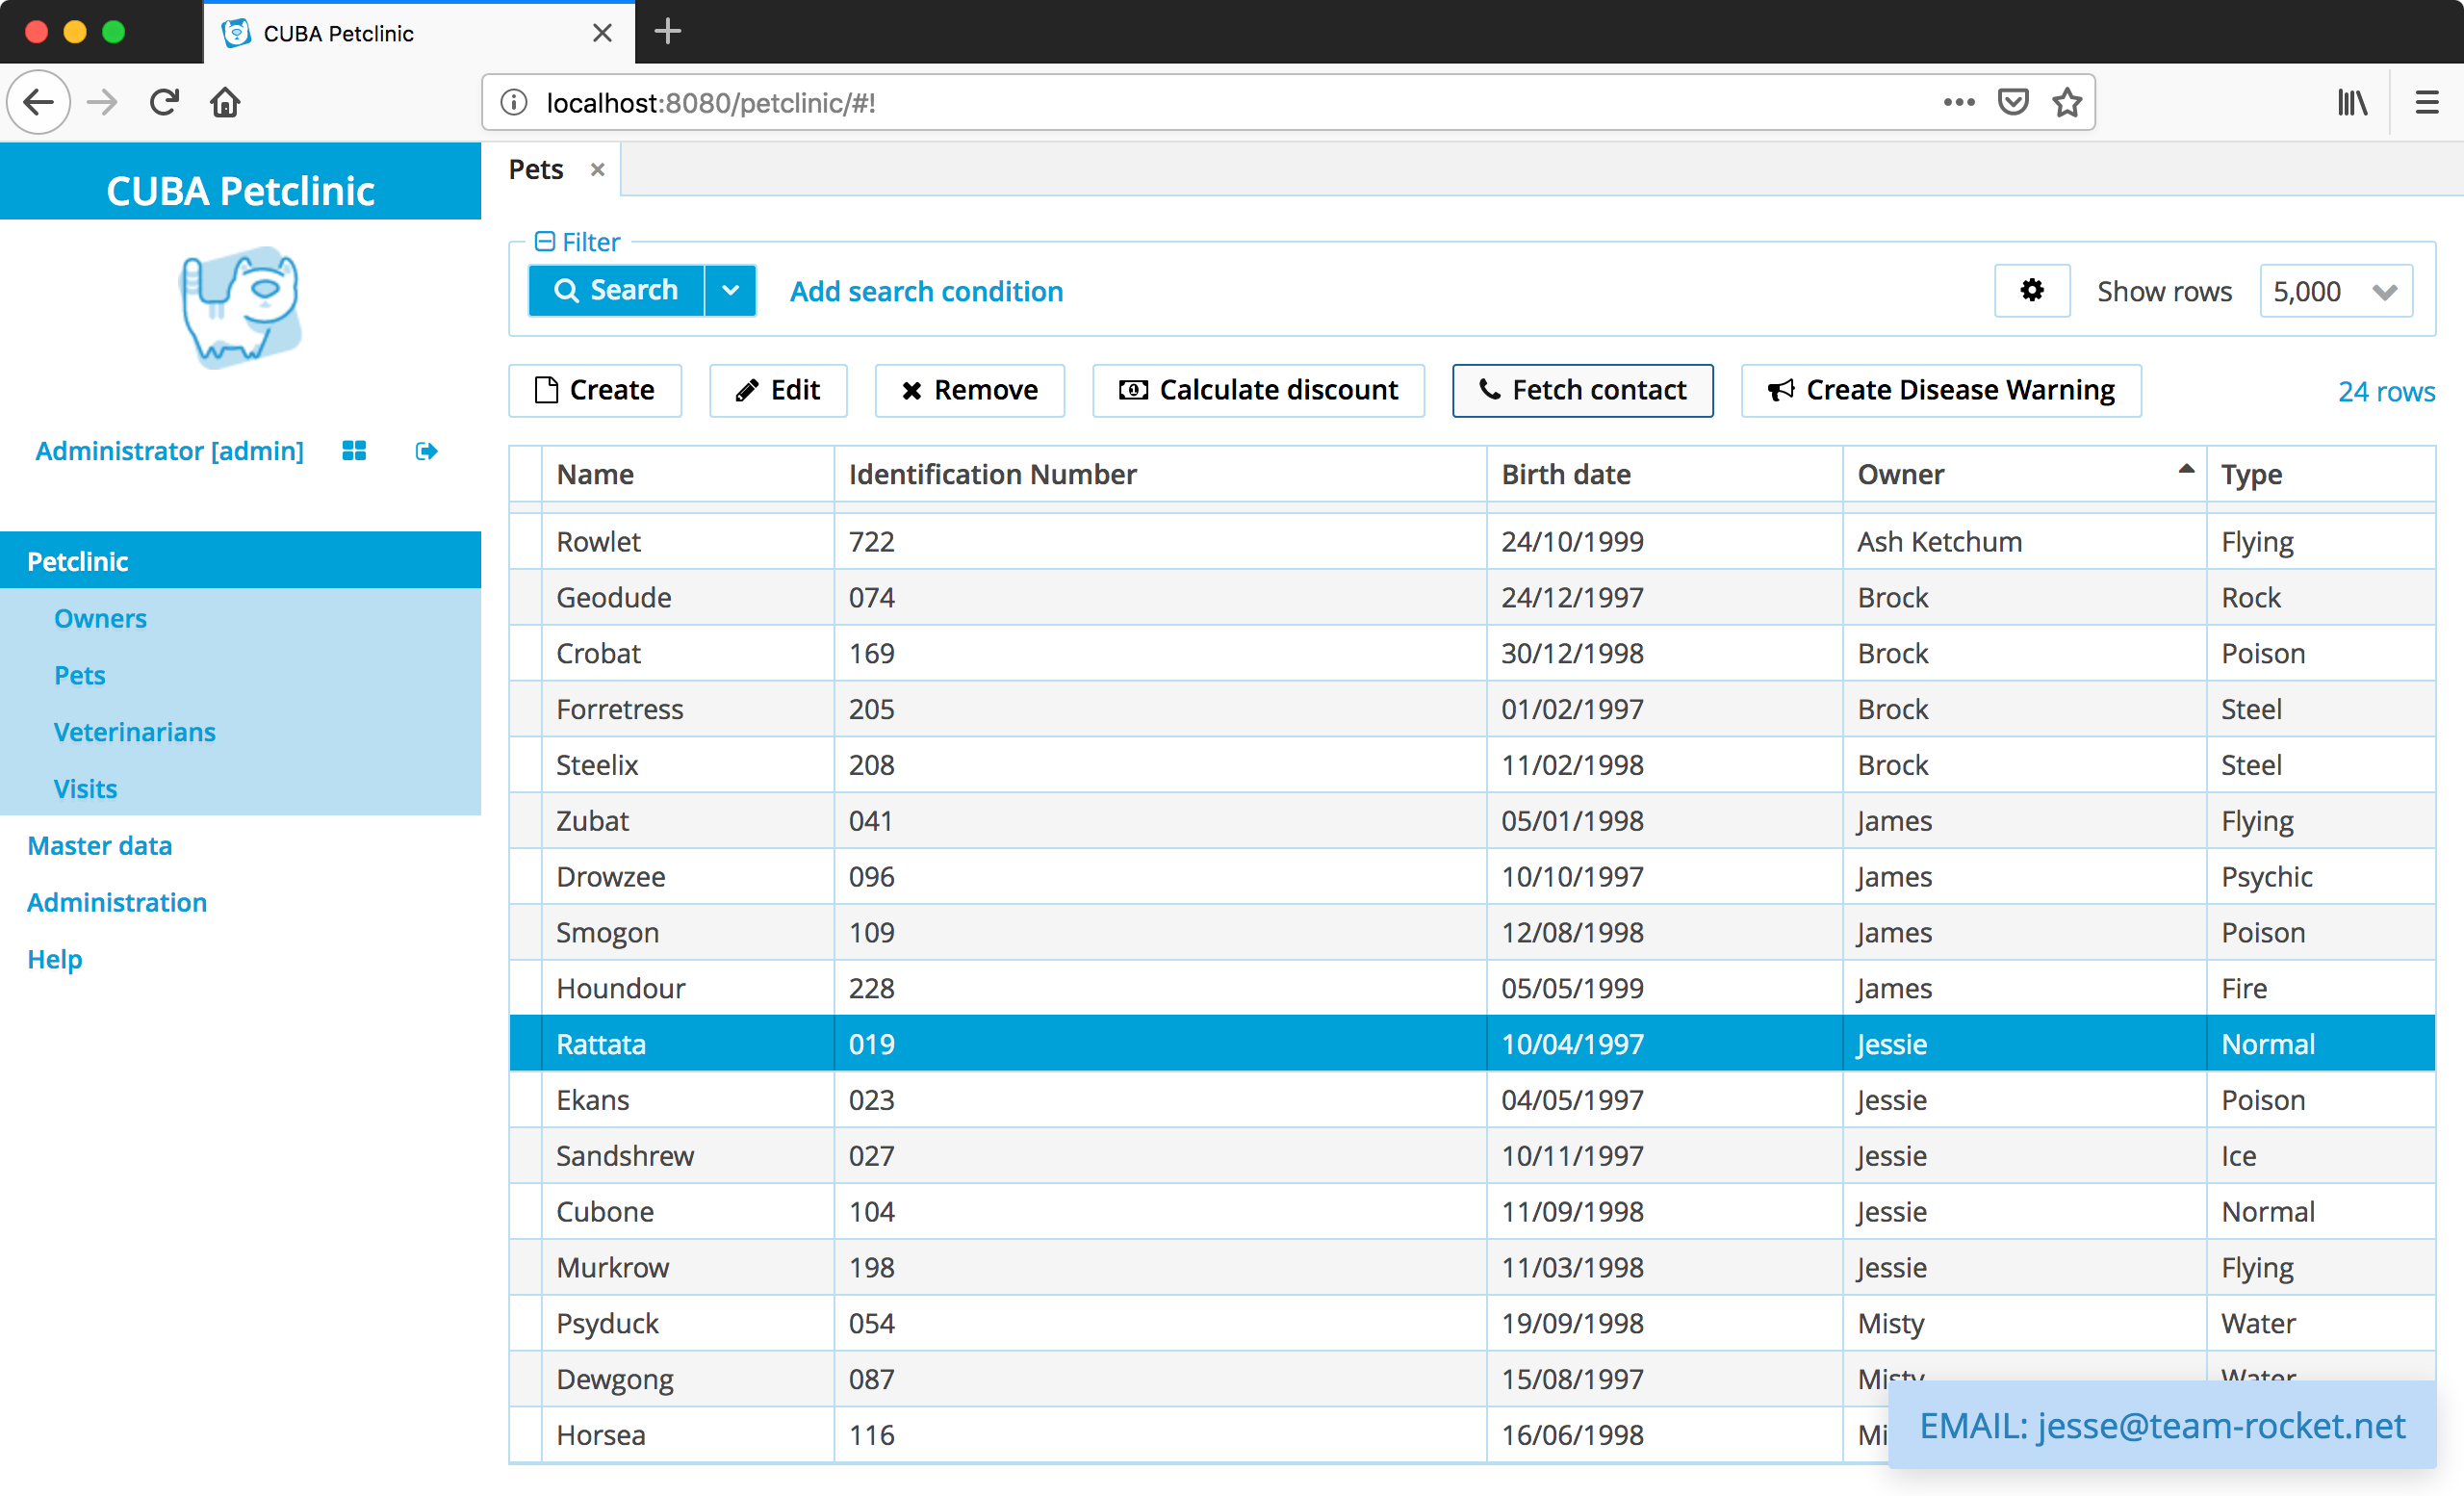 CUBA Petclinic
localhost:8080/petclinic/#!
CUBA Petclinic
Administrator [admin]
Petclinic
Owners
Pets
Veterinarians
Visits
Master data
Administration
Help
Pets
Filter
Search Add search condition Show rows 5,000
Create Edit Remove Calculate discount Fetch contact Create Disease Warning 24 rows
Name Identification Number Birth date Owner Type
Rowlet 722 24/10/1999 Ash Ketchum Flying
Geodude 074 24/12/1997 Brock Rock
Crobat 169 30/12/1998 Brock Poison
Forretress 205 01/02/1997 Brock Steel
Steelix 208 11/02/1998 Brock Steel
Zubat 041 05/01/1998 James Flying
Drowzee 096 10/10/1997 James Psychic
Smogon 109 12/08/1998 James Poison
Houndour 228 05/05/1999 James Fire
Rattata 019 10/04/1997 Jessie Normal
Ekans 023 04/05/1997 Jessie Poison
Sandshrew 027 10/11/1997 Jessie Ice
Cubone 104 11/09/1998 Jessie Normal
Murkrow 198 11/03/1998 Jessie Flying
Psyduck 054 19/09/1998 Misty Water
Dewgong 087 15/08/1997 Misty Water
Horsea 116 16/06/1998 Mi
EMAIL: jesse@team-rocket.net